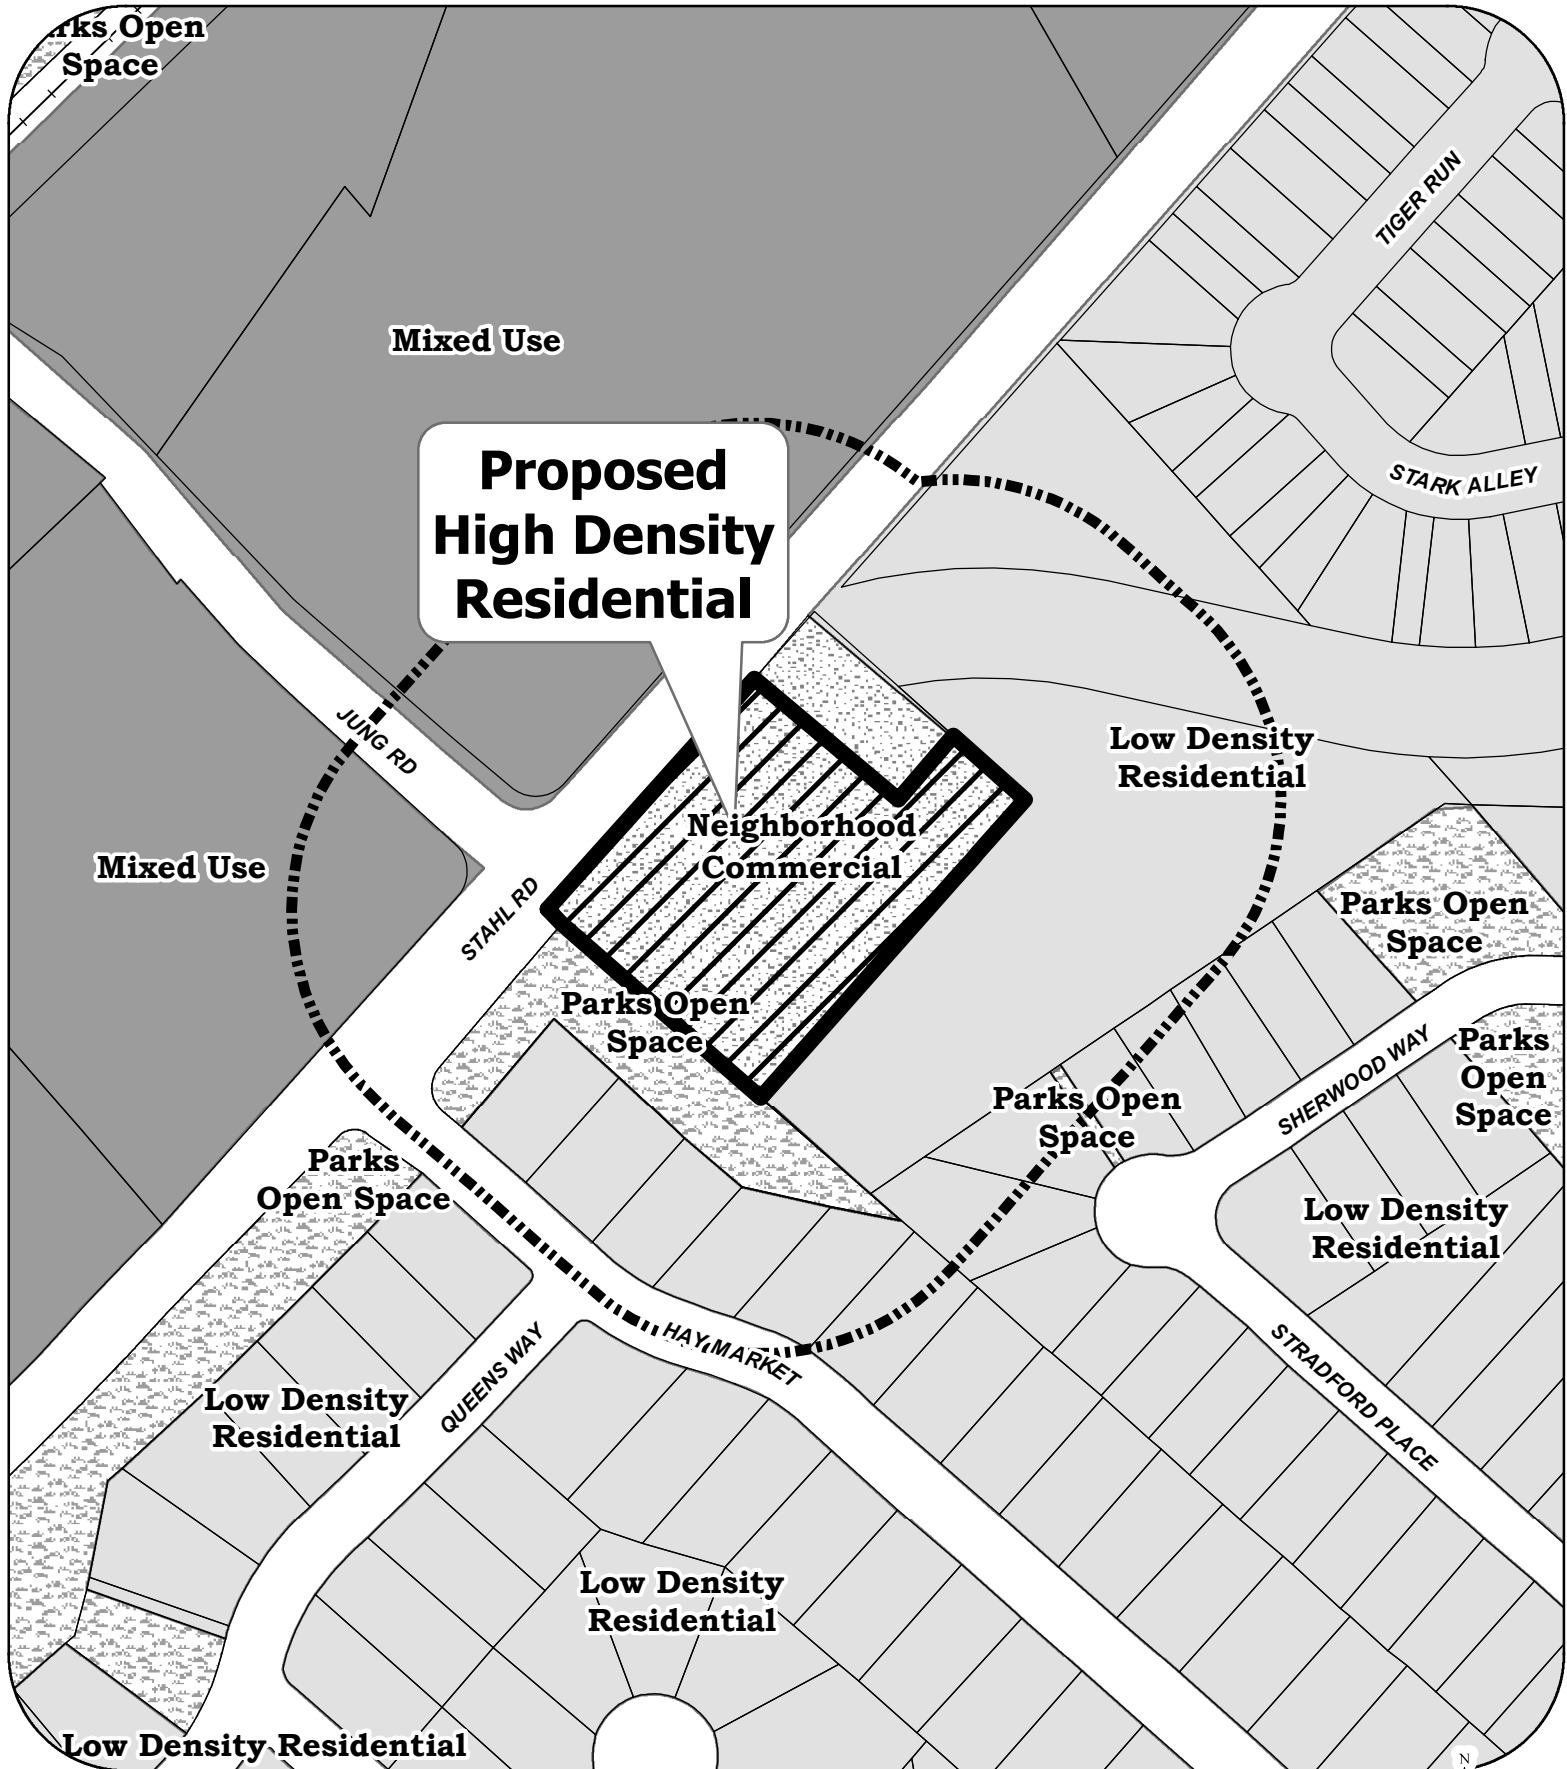 rks Open
Space
TIGER RUN
Mixed Use
Proposed
High Density
Residential
STARK ALLEY
JUNG RD
Low Density
Residential
Neighborhood
Commercial
Mixed Use
STAHL RD
Parks Open
Space
Parks Open
Space
Parks
Open
Space
SHERWOOD WAY
Parks Open
Space
Parks
Open Space
Low Density
Residential
HAY MARKET
QUEENS WAY
STRADFORD PLACE
Low Density
Residential
Low Density
Residential
Low Density Residential
N